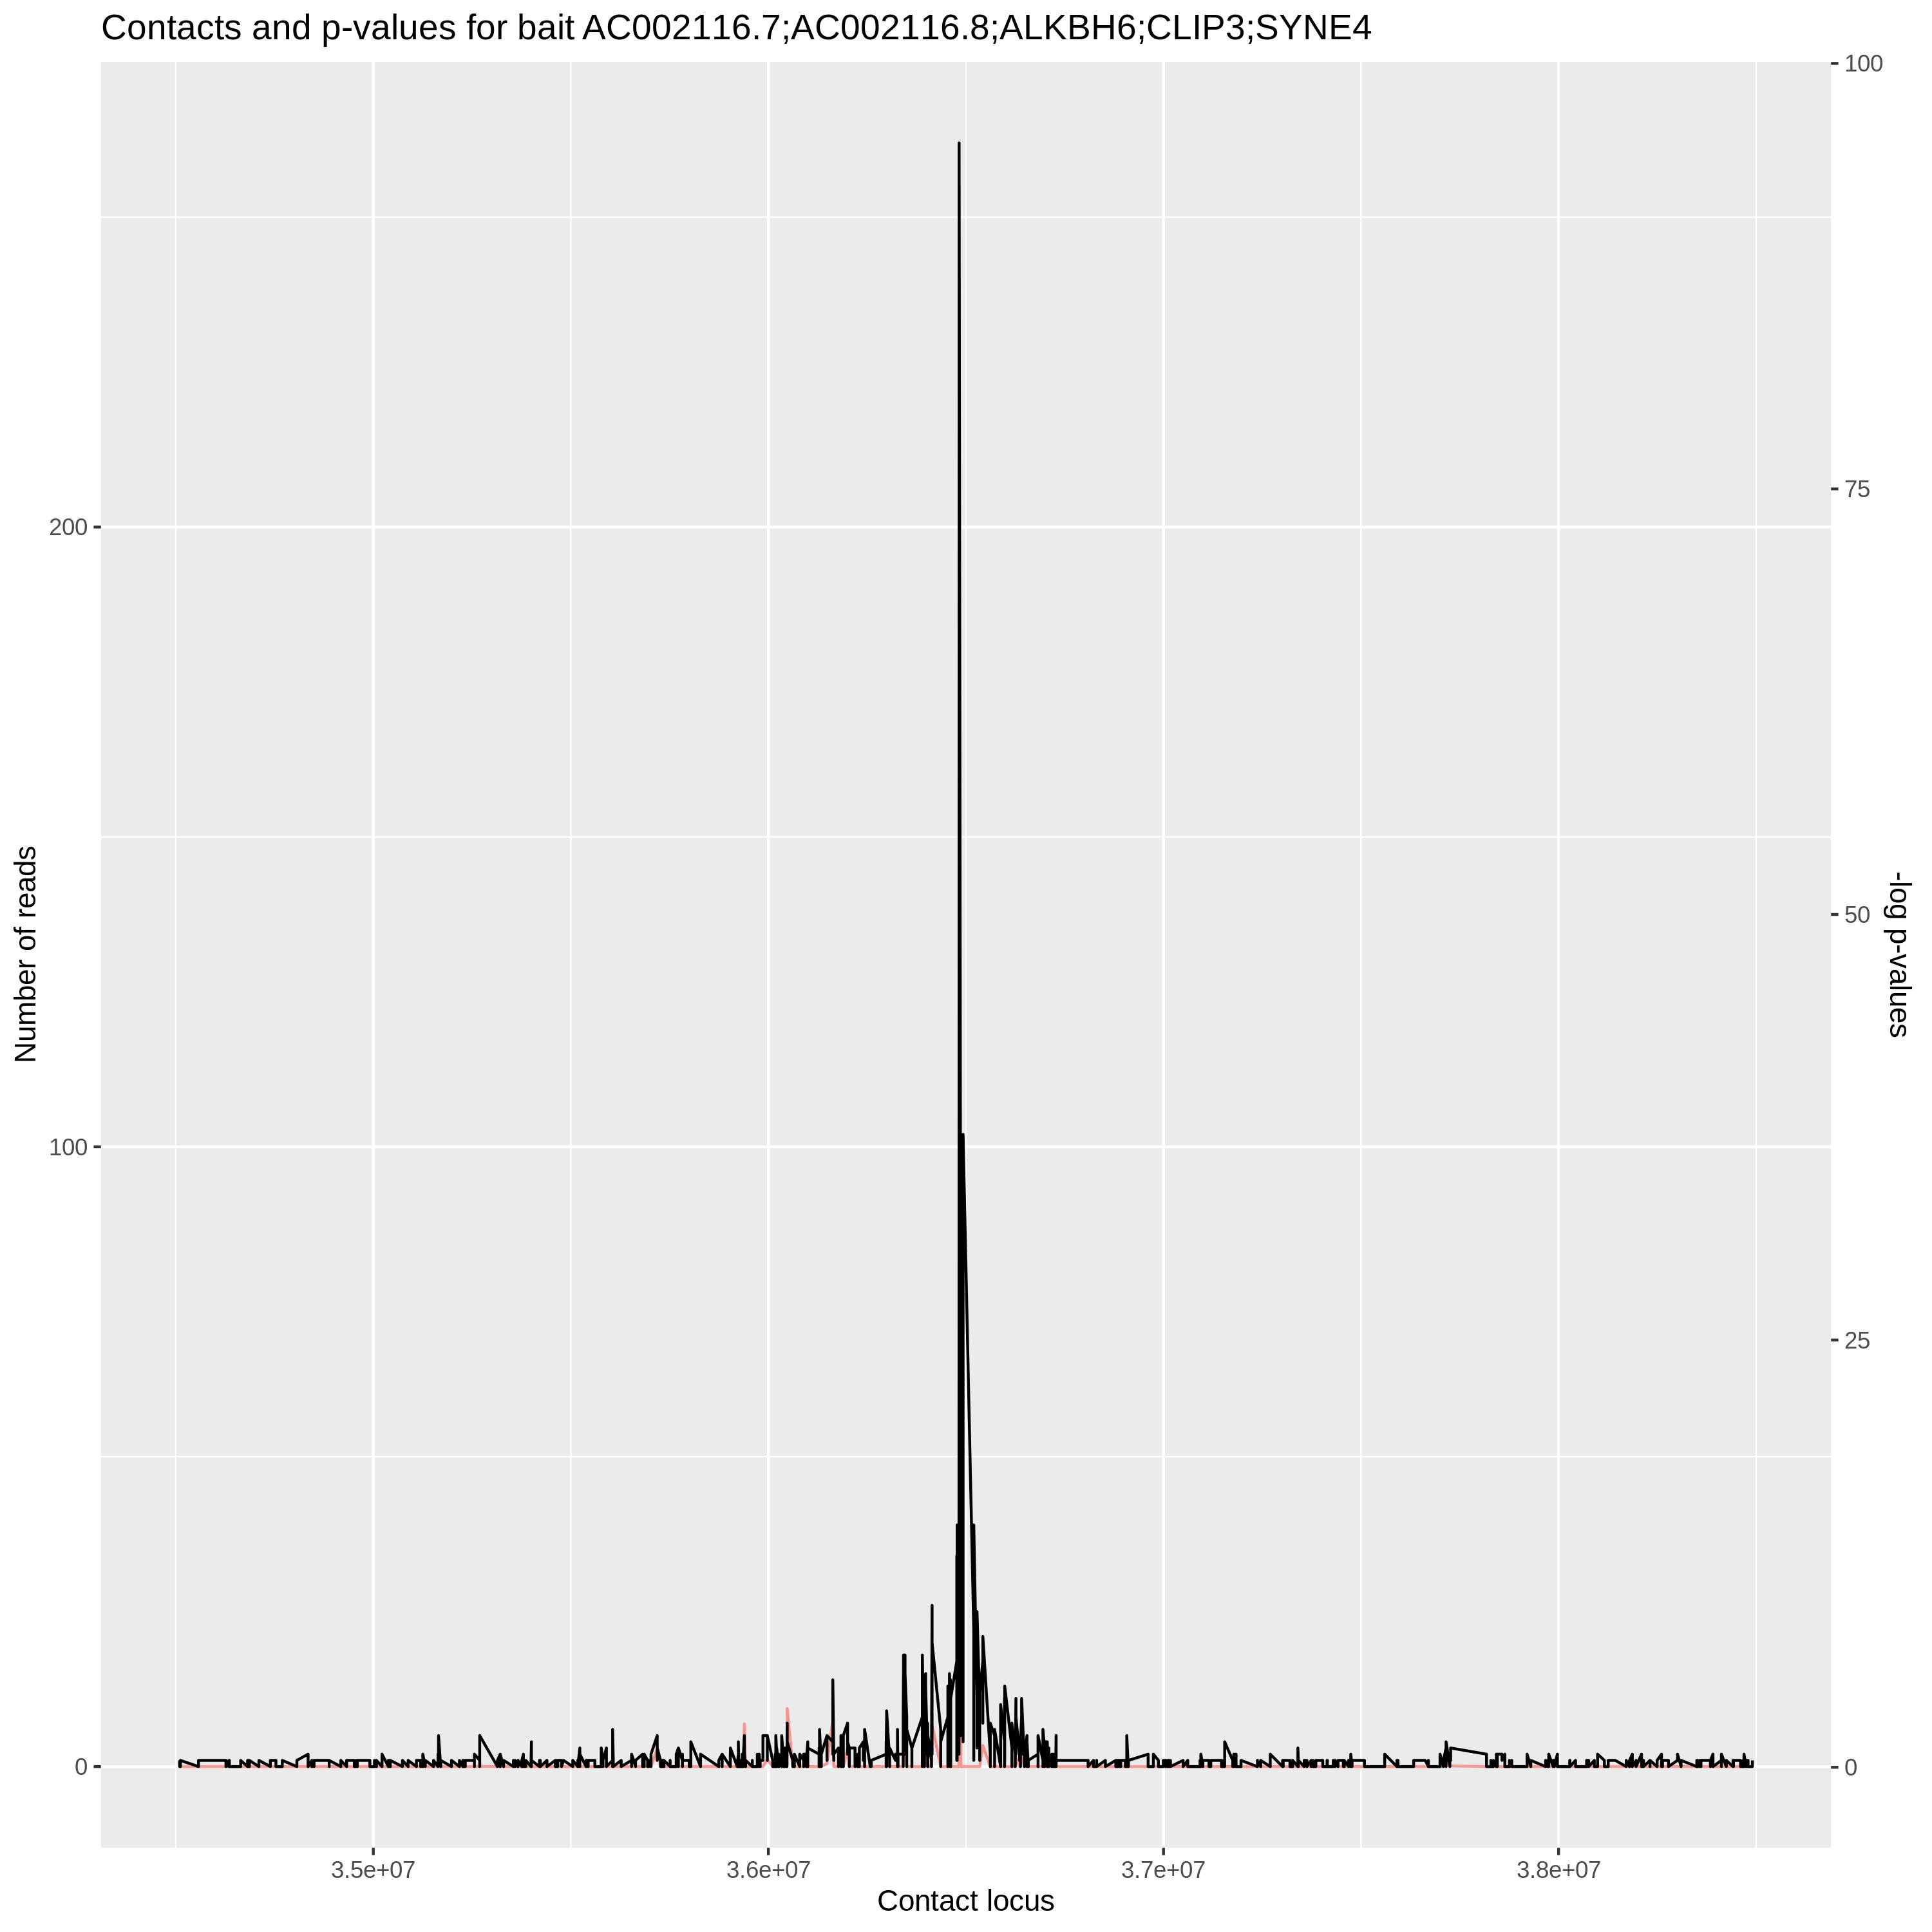 Contacts and p-values for bait AC002116.7;AC002116.8;ALKBH6;CLIP3;SYNE4
100
75
50
25
0
-log p-values
200
100
0
Number of reads
3.5e+07
3.6e+07
3.7e+07
3.8e+07
Contact locus